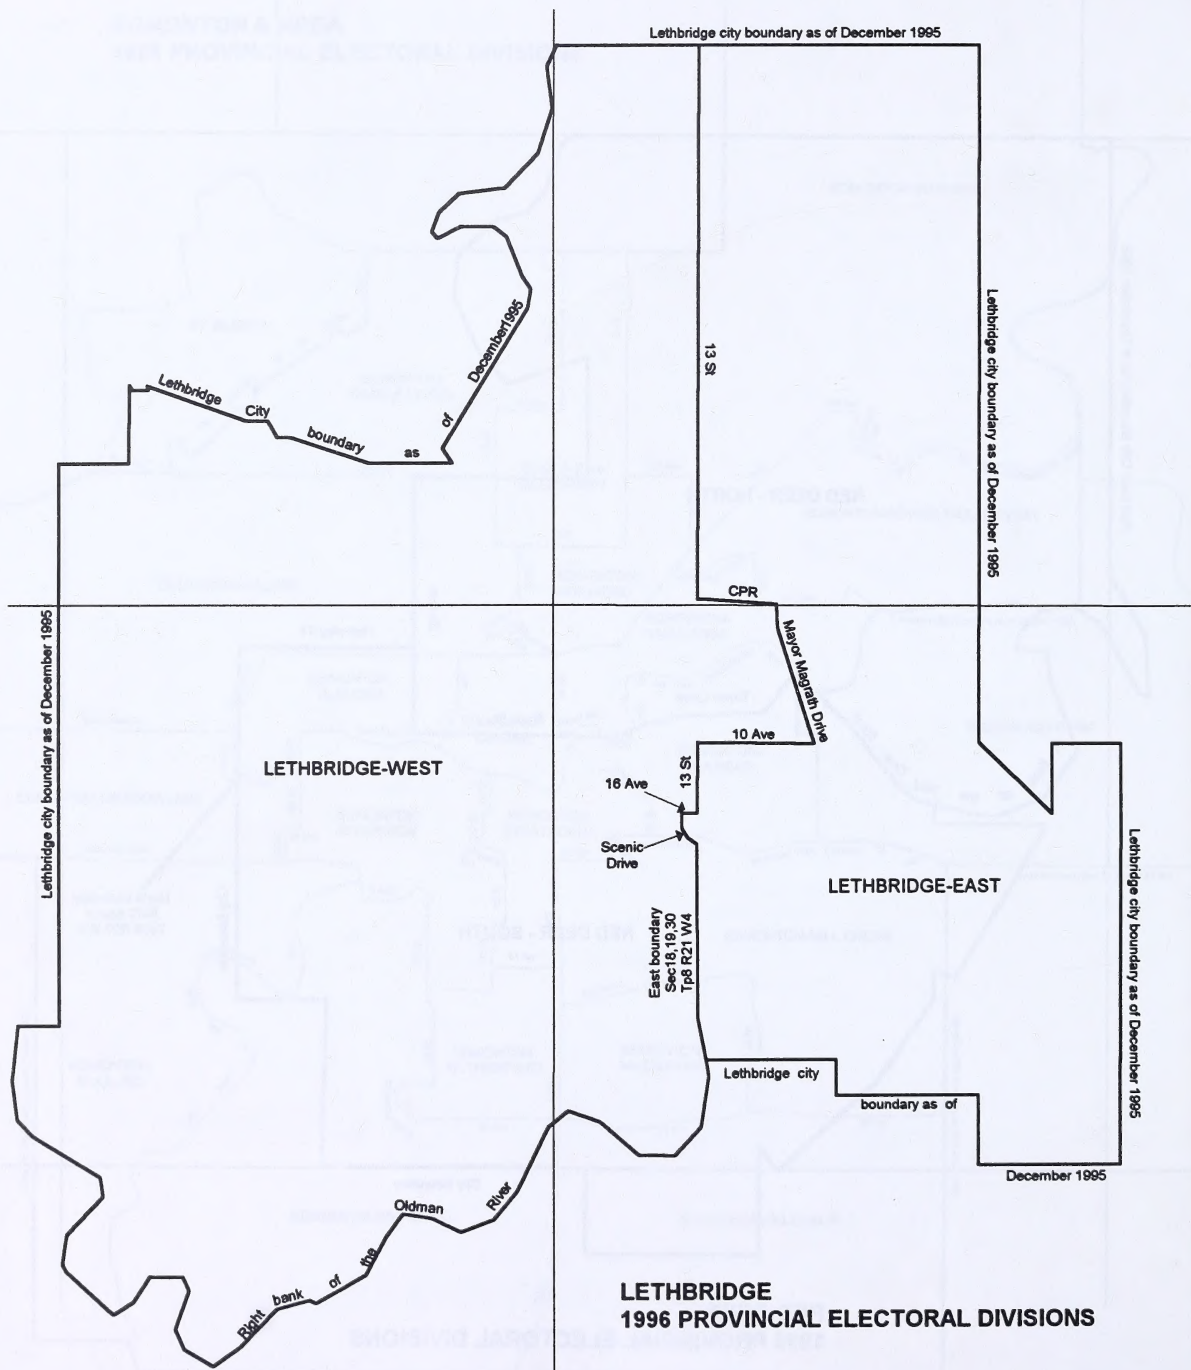 Lethbridge city boundary as of December 1995
Lethbridge City boundary as of December1995
13 St
Lethbridge city boundary as of December 1995
CPR
Mayor Magrath Drive
Lethbridge city boundary as of December 1995
10 Ave
LETHBRIDGE-WEST
13 St
16 Ave
Scenic
Drive
LETHBRIDGE-EAST
Lethbridge city boundary as of December 1995
East boundary
Sec18,19,30
Tp8 R21 W4
Lethbridge city
boundary as of
December 1995
Right bank of the Oldman River
LETHBRIDGE
1996 PROVINCIAL ELECTORAL DIVISIONS